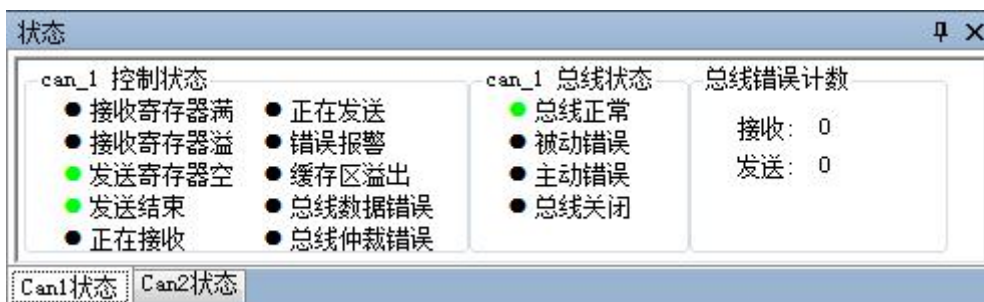 状态
can_1 控制状态
接收寄存器满
接收寄存器溢
发送寄存器空
发送结束
正在接收
正在发送
错误报警
缓存区溢出
总线数据错误
总线仲裁错误
can_1 总线状态
总线正常
被动错误
主动错误
总线关闭
总线错误计数
接收: 0
发送: 0
Can1状态
Can2状态